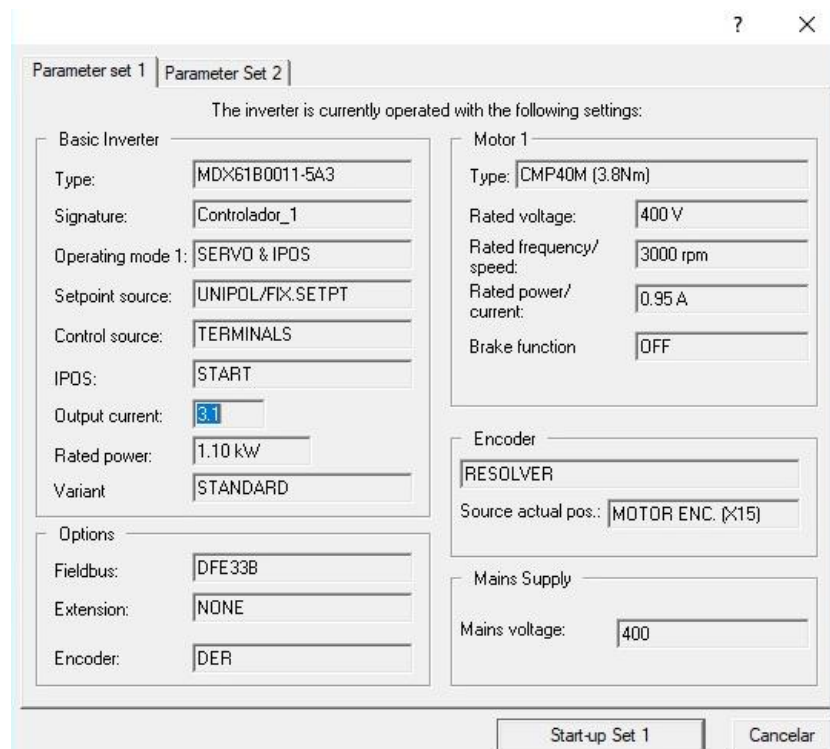 ?
Parameter set 1 Parameter Set 2
The inverter is currently operated with the following settings:
Basic Inverter
Type: MDX61B0011-5A3
Signature: Controlador_1
Operating mode 1: SERVO & IPOS
Setpoint source: UNIPOL/FIX.SETPT
Control source: TERMINALS
IPOS: START
Output current: 3.1
Rated power: 1.10 kW
Variant STANDARD
Options
Fieldbus: DFE33B
Extension: NONE
Encoder: DER
Motor 1
Type: CMP40M (3.8Nm)
Rated voltage: 400 V
Rated frequency/
speed: 3000 rpm
Rated power/
current: 0.95 A
Brake function OFF
Encoder
RESOLVER
Source actual pos.: MOTOR ENC. (X15)
Mains Supply
Mains voltage: 400
Start-up Set 1 Cancelar